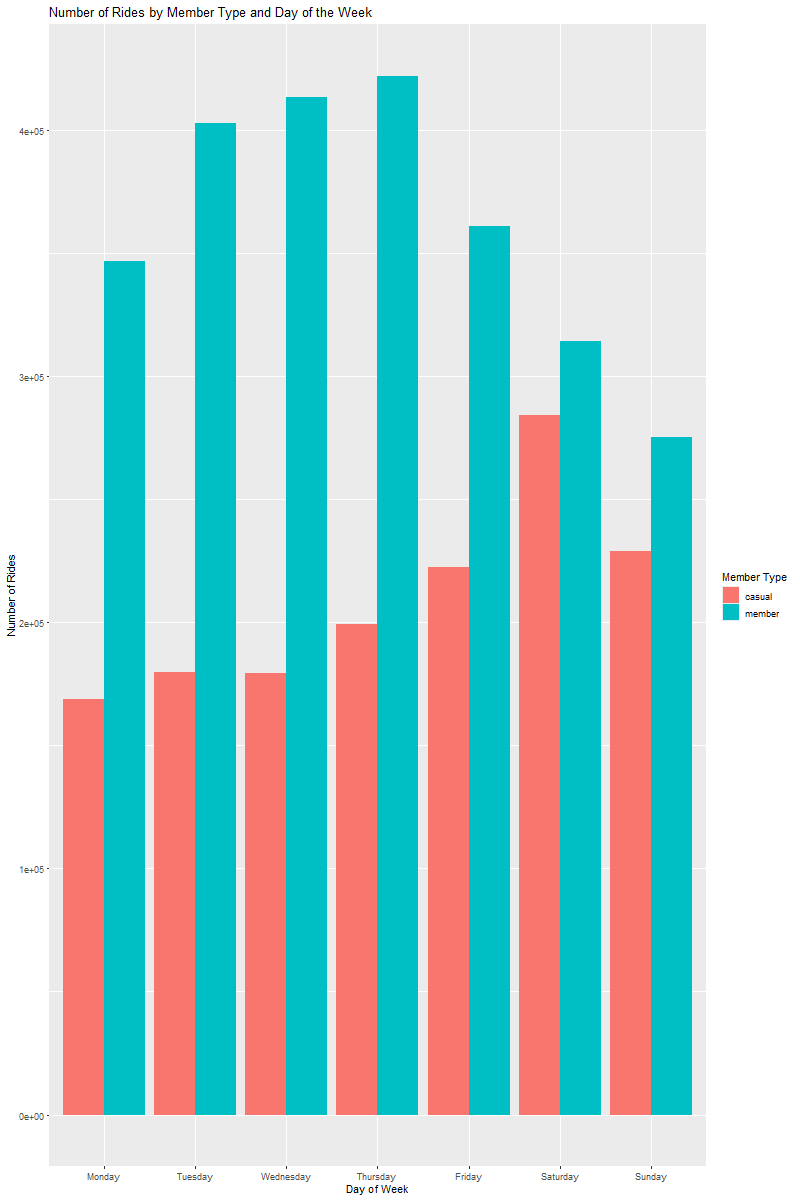 Number of Rides by Member Type and Day of the Week
4e+05
3e+05
2e+05
1e+05
0e+00
Number of Rides
Monday Tuesday Wednesday Thursday Friday Saturday Sunday
Day of Week
Member Type
casual
member